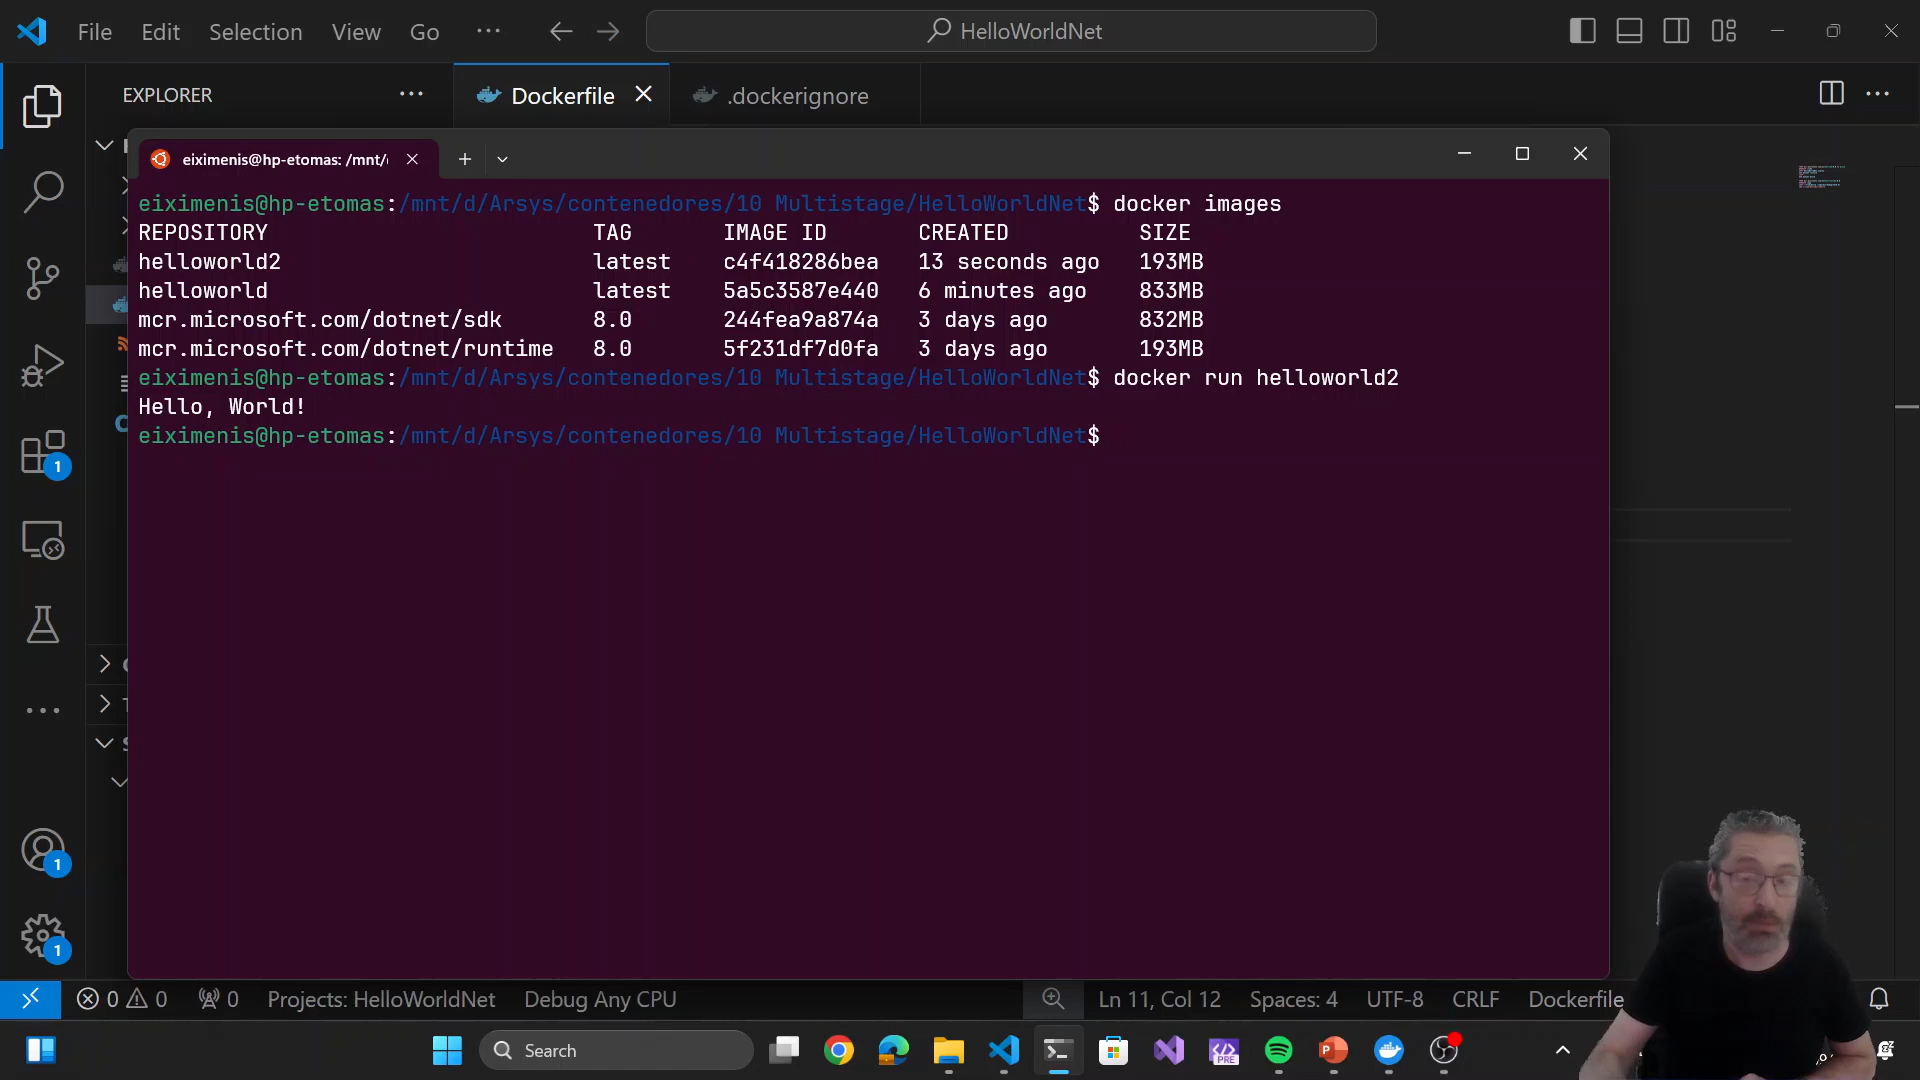 File Edit Selection View Go ··· HelloWorldNet
EXPLORER ··· Dockerfile .dockerignore ···
eiximenis@hp-etomas: /mnt/
eiximenis@hp-etomas:/mnt/d/Arsys/contenedores/10 Multistage/HelloWorldNet$ docker images
REPOSITORY TAG IMAGE ID CREATED SIZE
helloworld2 latest c4f418286bea 13 seconds ago 193MB
helloworld latest 5a5c3587e440 6 minutes ago 833MB
mcr.microsoft.com/dotnet/sdk 8.0 244fea9a874a 3 days ago 832MB
mcr.microsoft.com/dotnet/runtime 8.0 5f231df7d0fa 3 days ago 193MB
eiximenis@hp-etomas:/mnt/d/Arsys/contenedores/10 Multistage/HelloWorldNet$ docker run helloworld2
Hello, World!
eiximenis@hp-etomas:/mnt/d/Arsys/contenedores/10 Multistage/HelloWorldNet$
1
1
1
0 0 0 Projects: HelloWorldNet Debug Any CPU Ln 11, Col 12 Spaces: 4 UTF-8 CRLF Dockerfile
Search PRE